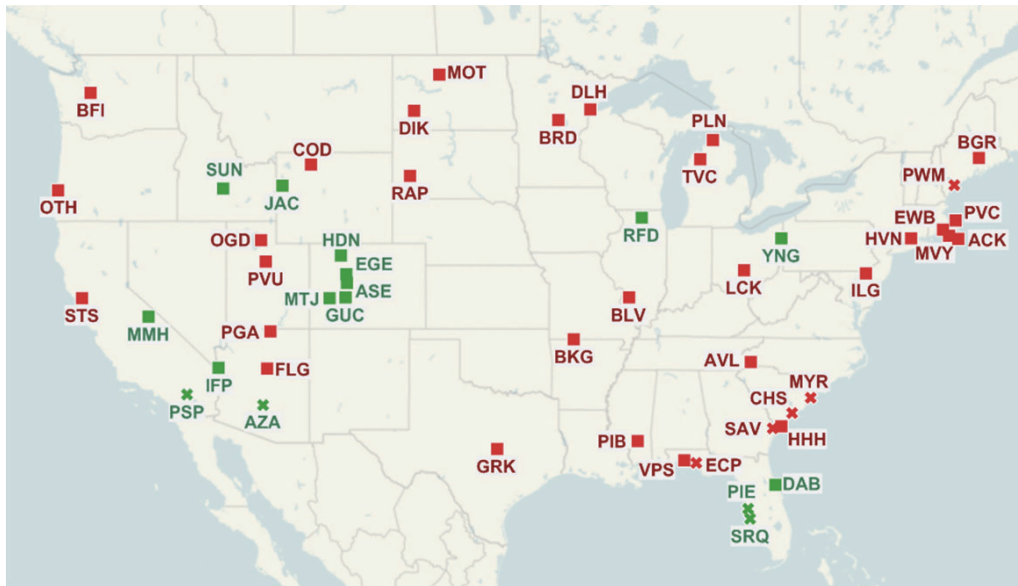 MOT
BFI
DLH
DIK
BRD
PLN
COD
TVC
BGR
SUN
PWM
JAC
RAP
OTH
PVC
EWB
RFD
OGD
HDN
HVN
ACK
YNG
MVY
EGE
PVU
LCK
ILG
ASE
MTJ
GUC
STS
BLV
MMH
PGA
BKG
AVL
FLG
IFP
MYR
CHS
PSP
AZA
SAV
HHH
PIB
GRK
VPS
ECP
DAB
PIE
SRQ